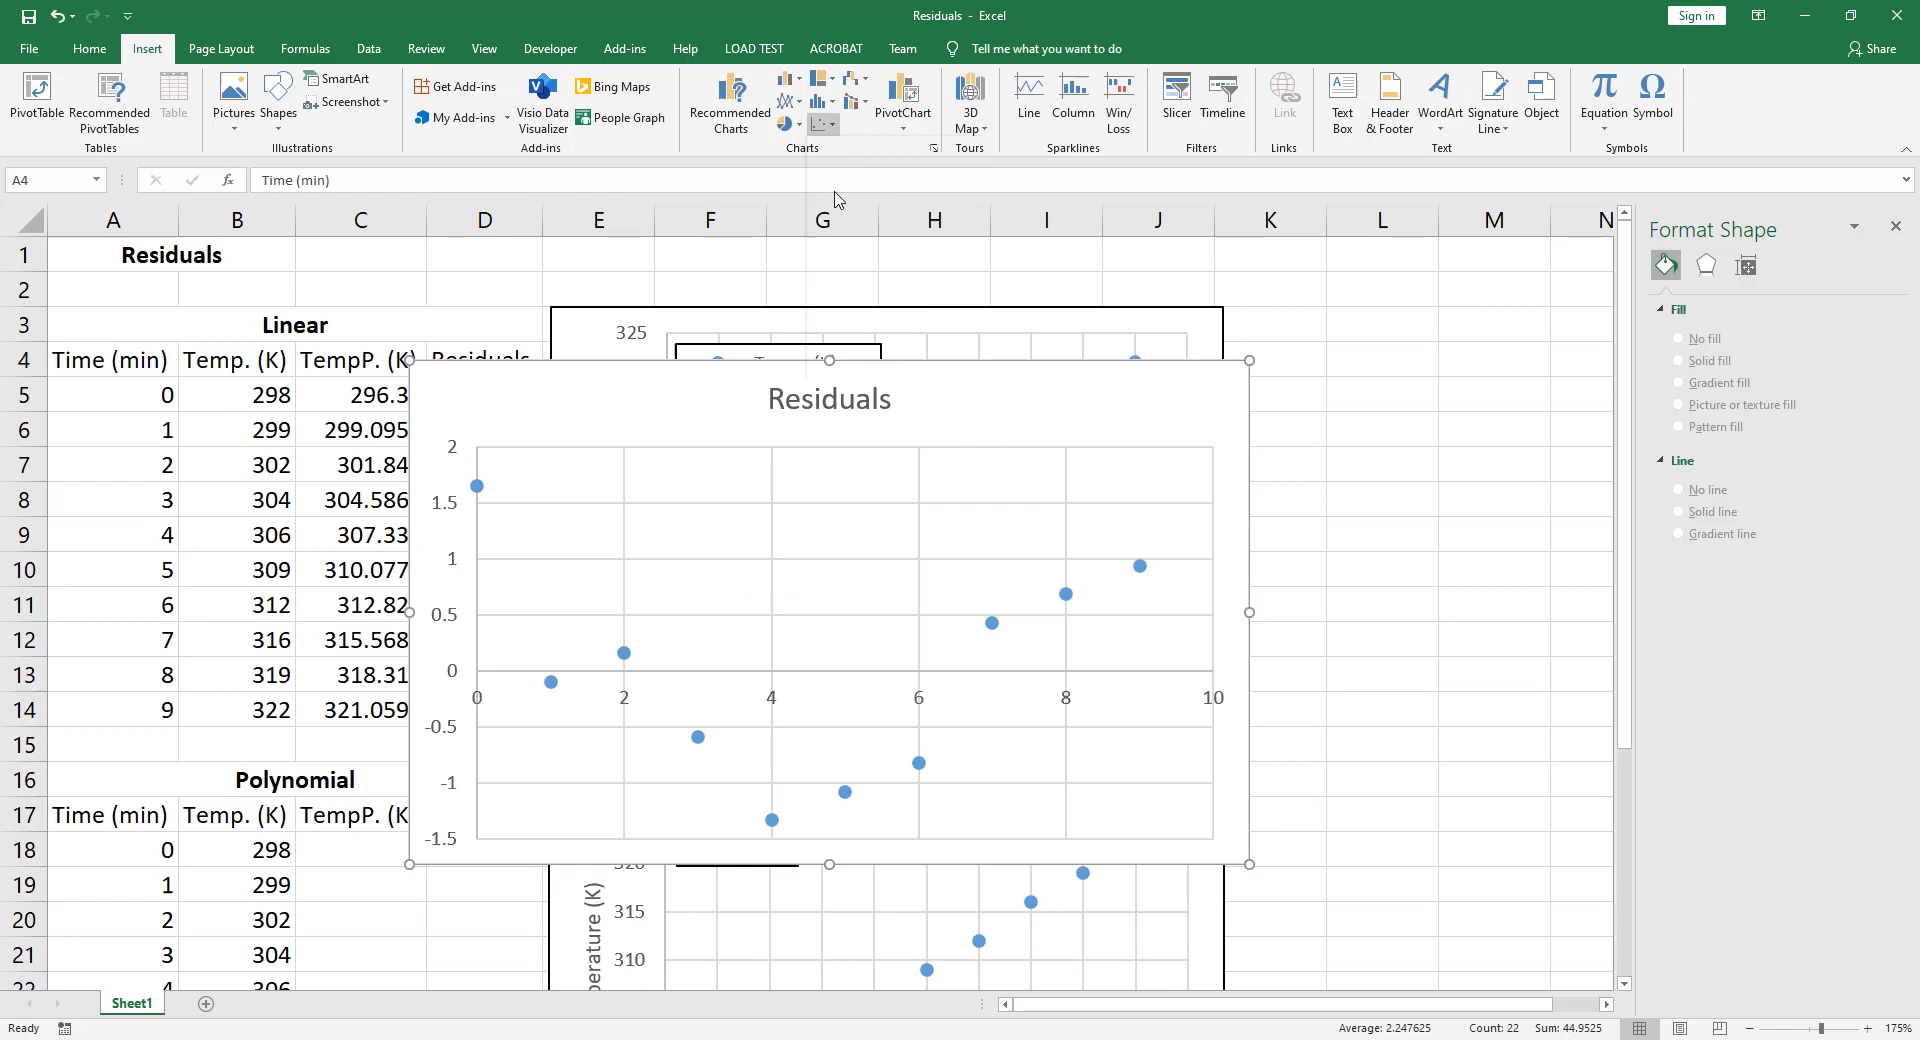 Residuals - Excel
Sign in
File Home Insert Page Layout Formulas Data Review View Developer Add-ins Help LOAD TEST ACROBAT Team Tell me what you want to do Share
PivotTable
Recommended
PivotTables
Table
Tables
Pictures
Shapes
SmartArt
Screenshot
Illustrations
Get Add-ins
My Add-ins
Visio Data
Visualizer
Bing Maps
People Graph
Add-ins
Recommended
Charts
PivotChart
Charts
3D
Map
Tours
Line
Column
Win/
Loss
Sparklines
Slicer
Timeline
Filters
Link
Links
Text
Box
Header
& Footer
WordArt
Signature
Line
Object
Text
Equation
Symbol
Symbols
A4
fx
Time (min)
A B C D E F G H I J K L M N
1 Residuals
2
3 Linear
4 Time (min) Temp. (K) TempP. (K) Residuals
5 0 298 296.3
6 1 299 299.095
7 2 302 301.84
8 3 304 304.586
9 4 306 307.33
10 5 309 310.077
11 6 312 312.82
12 7 316 315.568
13 8 319 318.31
14 9 322 321.059
15
16 Polynomial
17 Time (min) Temp. (K) TempP. (K
18 0 298
19 1 299
20 2 302
21 3 304
22 4 306
325
Residuals
2
1.5
1
0.5
0
0 2 4 6 8 10
-0.5
-1
-1.5
320
315
310
perature (K)
Format Shape
Fill
No fill
Solid fill
Gradient fill
Picture or texture fill
Pattern fill
Line
No line
Solid line
Gradient line
Sheet1
Ready
Average: 2.247625 Count: 22 Sum: 44.9525
175%